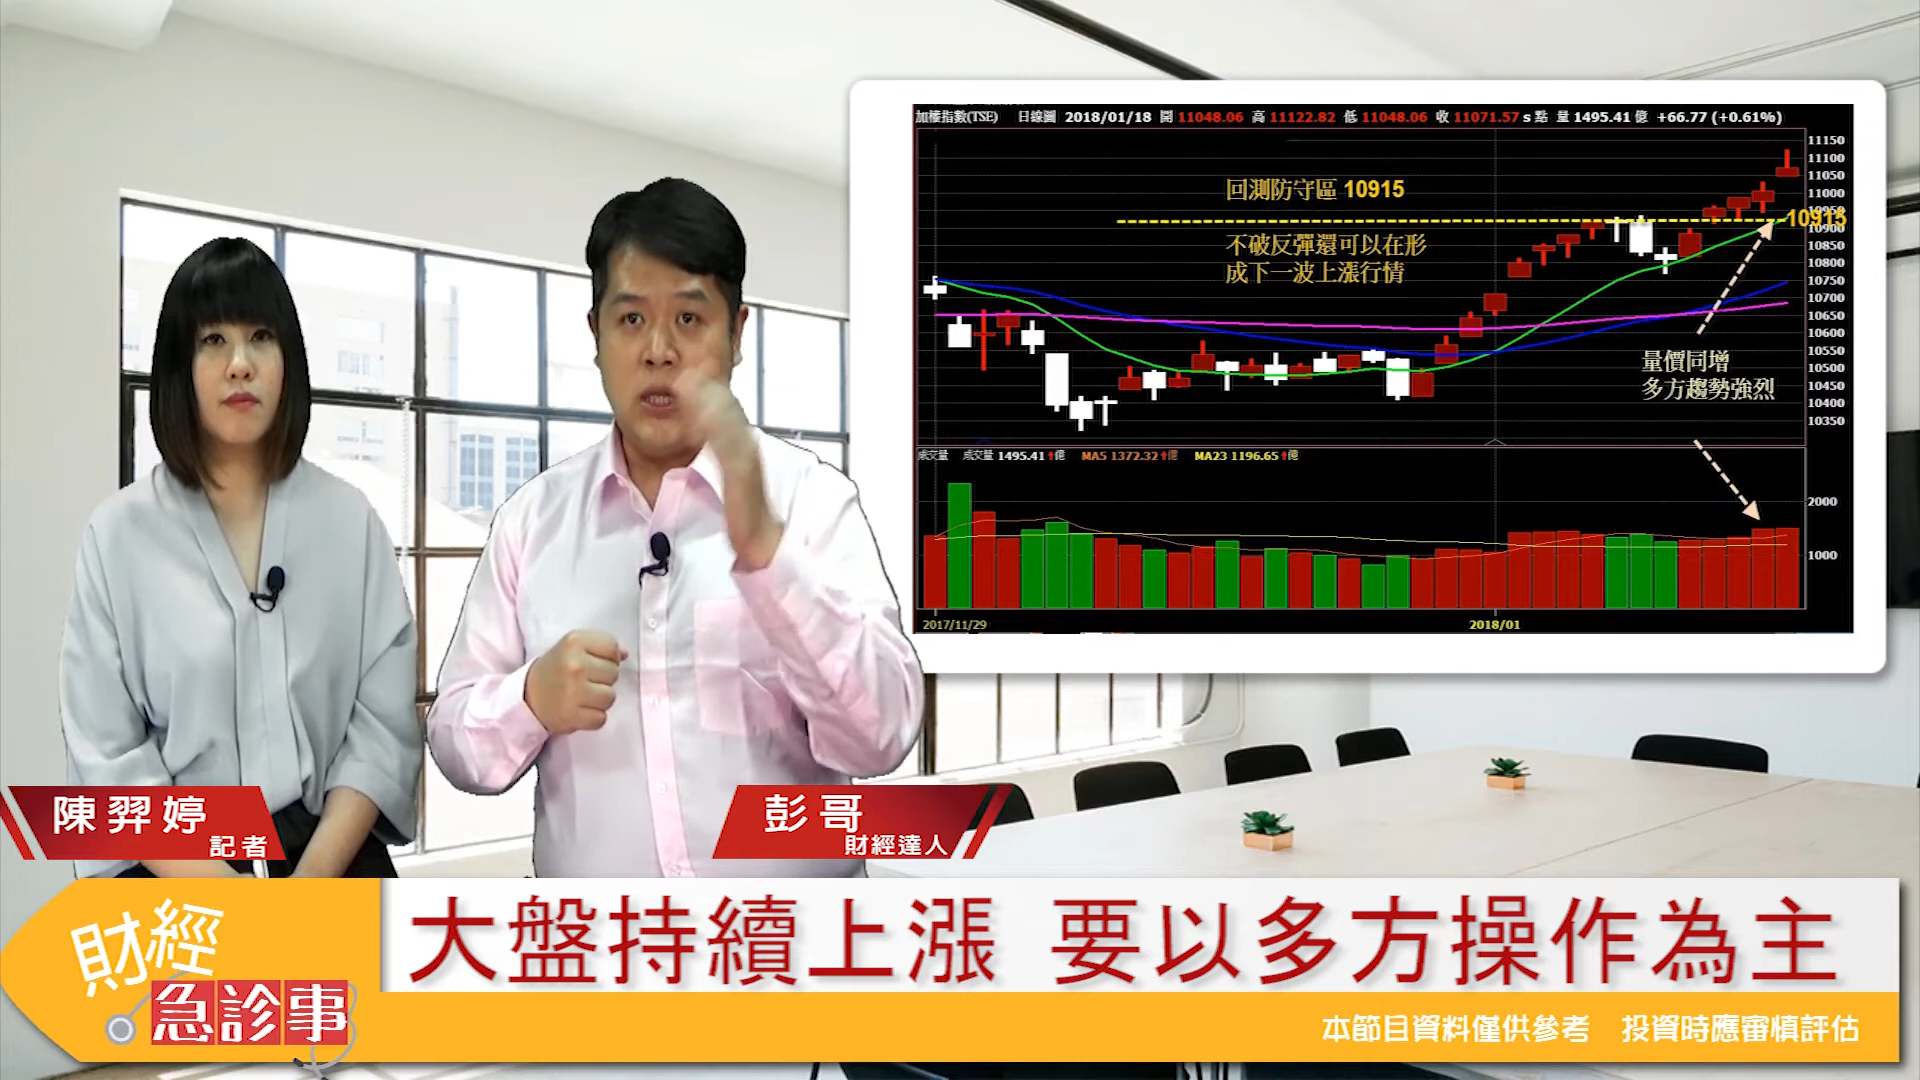 加權指數(TSE) 日線圖 2018/01/18 開 11048.06 高 11122.82 低 11048.06 收 11071.57 s 點 量 1495.41 億 +66.77 (+0.61%)
11150
11100
11050
11000
10950
10900
10850
10800
10750
10700
10650
10600
10550
10500
10450
10400
10350
回測防守區 10915
10915
不破反彈還可以在形
成下一波上漲行情
量價同增
多方趨勢強烈
成交量 成交量 1495.41↑億 MA5 1372.32↑億 MA23 1196.65↑億
2000
1000
2017/11/29
2018/01
陳羿婷
記者
彭哥
財經達人
財經
急診事
大盤持續上漲 要以多方操作為主
本節目資料僅供參考 投資時應審慎評估